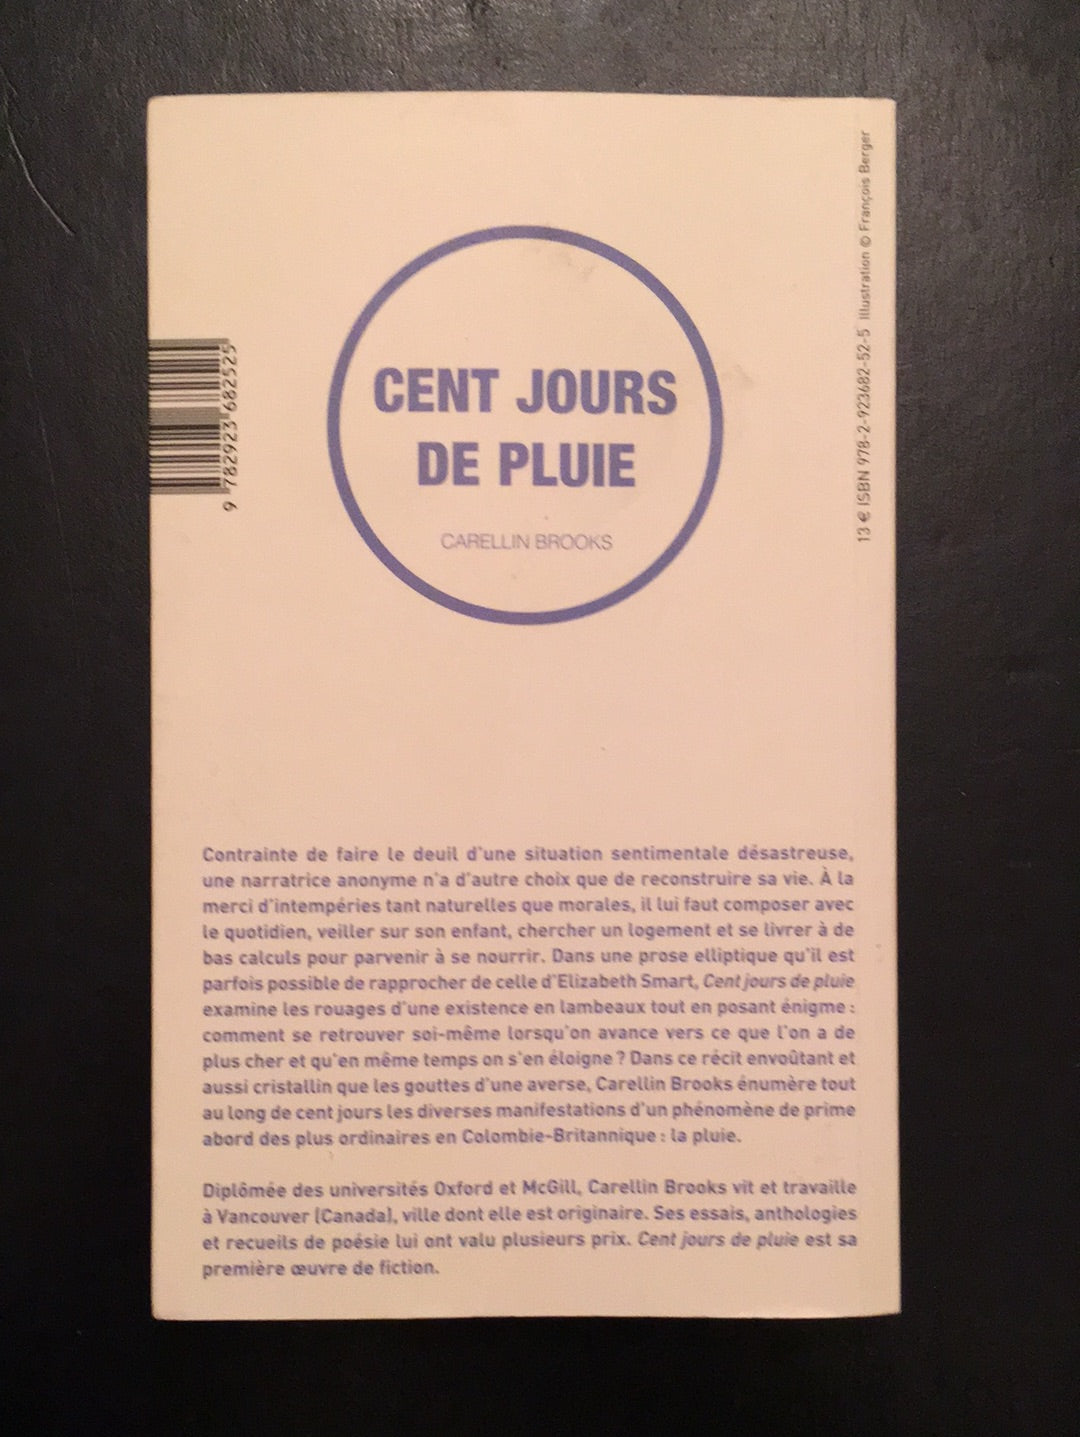 CENT JOURS
DE PLUIE
CARELLIN BROOKS
9 782923 682525
13 € ISBN 978-2-923682-52-5 Illustration © François Berger
Contrainte de faire le deuil d'une situation sentimentale désastreuse,
une narratrice anonyme n'a d'autre choix que de reconstruire sa vie. À la
merci d'intempéries tant naturelles que morales, il lui faut composer avec
le quotidien, veiller sur son enfant, chercher un logement et se livrer à de
bas calculs pour parvenir à se nourrir. Dans une prose elliptique qu'il est
parfois possible de rapprocher de celle d'Elizabeth Smart, Cent jours de pluie
examine les rouages d'une existence en lambeaux tout en posant énigme :
comment se retrouver soi-même lorsqu'on avance vers ce que l'on a de
plus cher et qu'en même temps on s'en éloigne ? Dans ce récit envoûtant et
aussi cristallin que les gouttes d'une averse, Carellin Brooks énumère tout
au long de cent jours les diverses manifestations d'un phénomène de prime
abord des plus ordinaires en Colombie-Britannique : la pluie.
Diplômée des universités Oxford et McGill, Carellin Brooks vit et travaille
à Vancouver (Canada), ville dont elle est originaire. Ses essais, anthologies
et recueils de poésie lui ont valu plusieurs prix. Cent jours de pluie est sa
première œuvre de fiction.